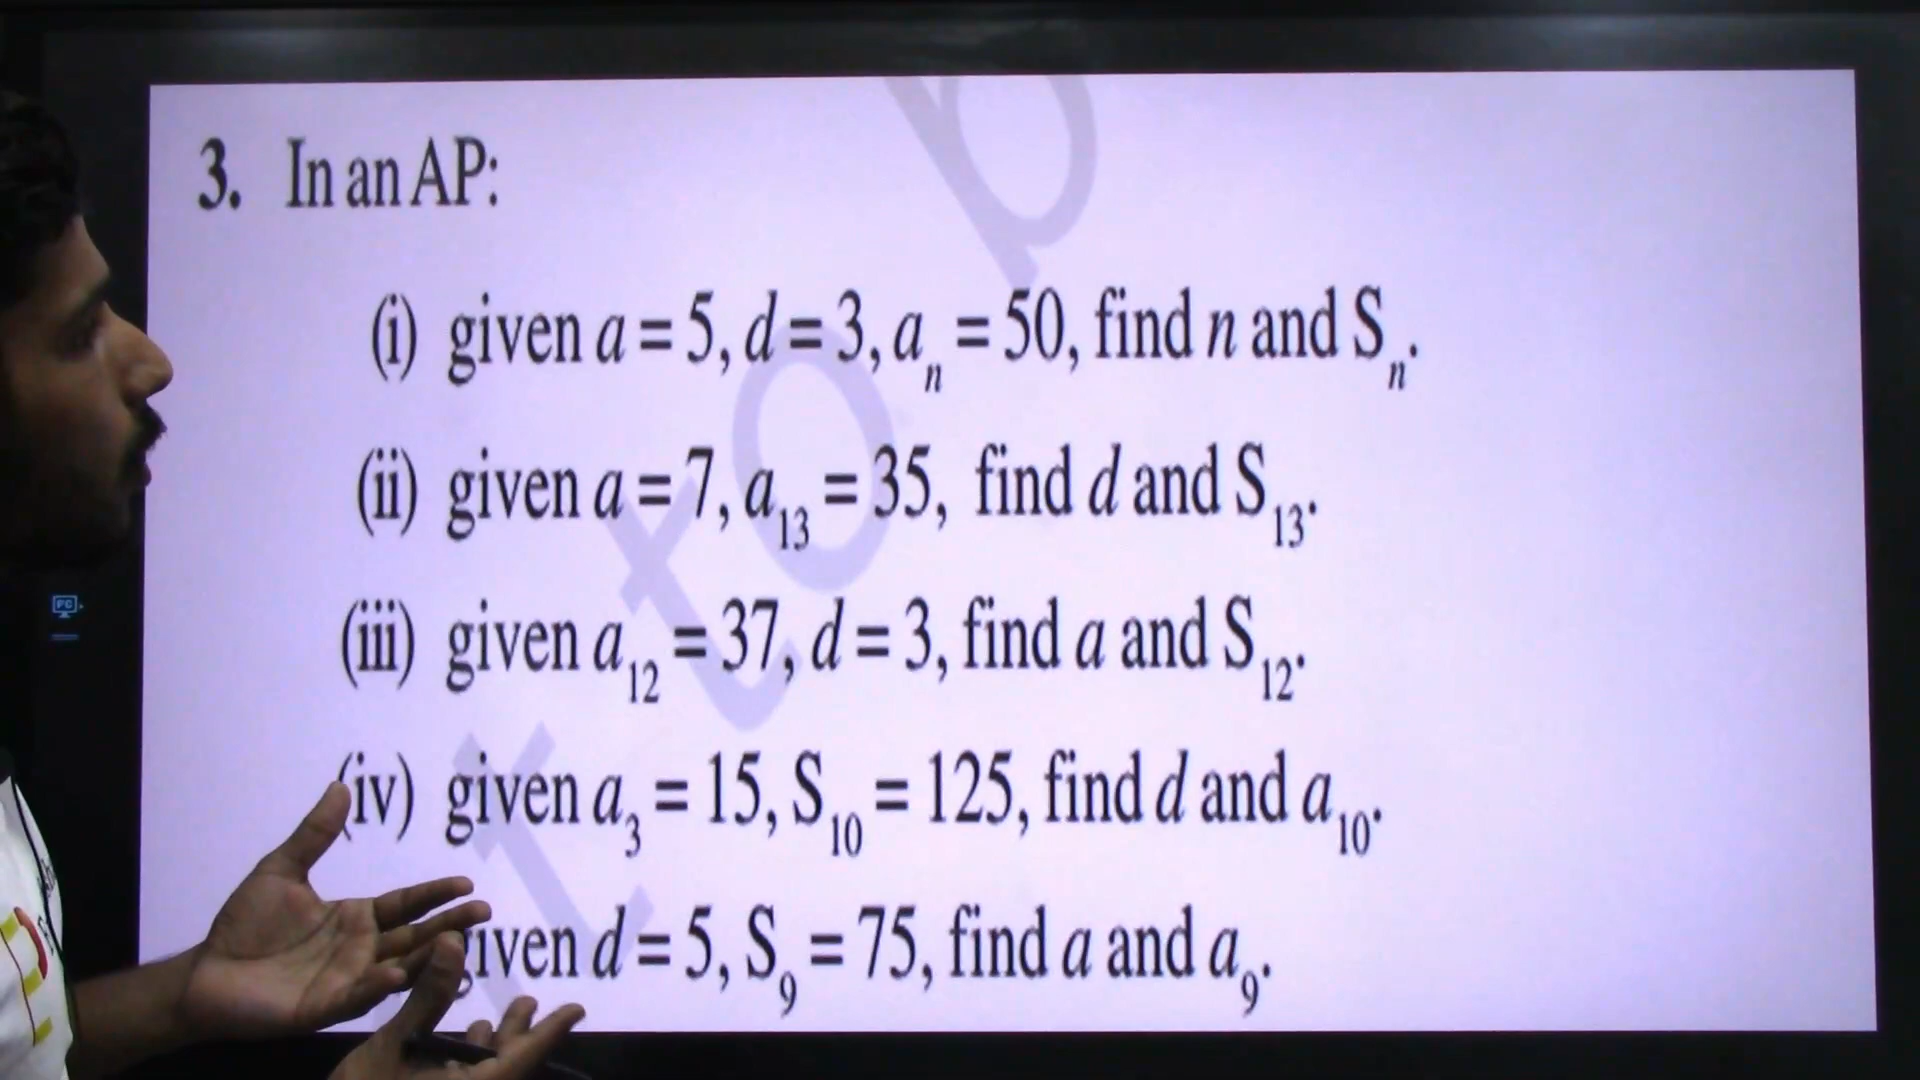 3. In an AP:
(i) given a = 5, d = 3, aₙ = 50, find n and Sₙ.
(ii) given a = 7, a₁₃ = 35, find d and S₁₃.
(iii) given a₁₂ = 37, d = 3, find a and S₁₂.
(iv) given a₃ = 15, S₁₀ = 125, find d and a₁₀.
given d = 5, S₉ = 75, find a and a₉.
PC